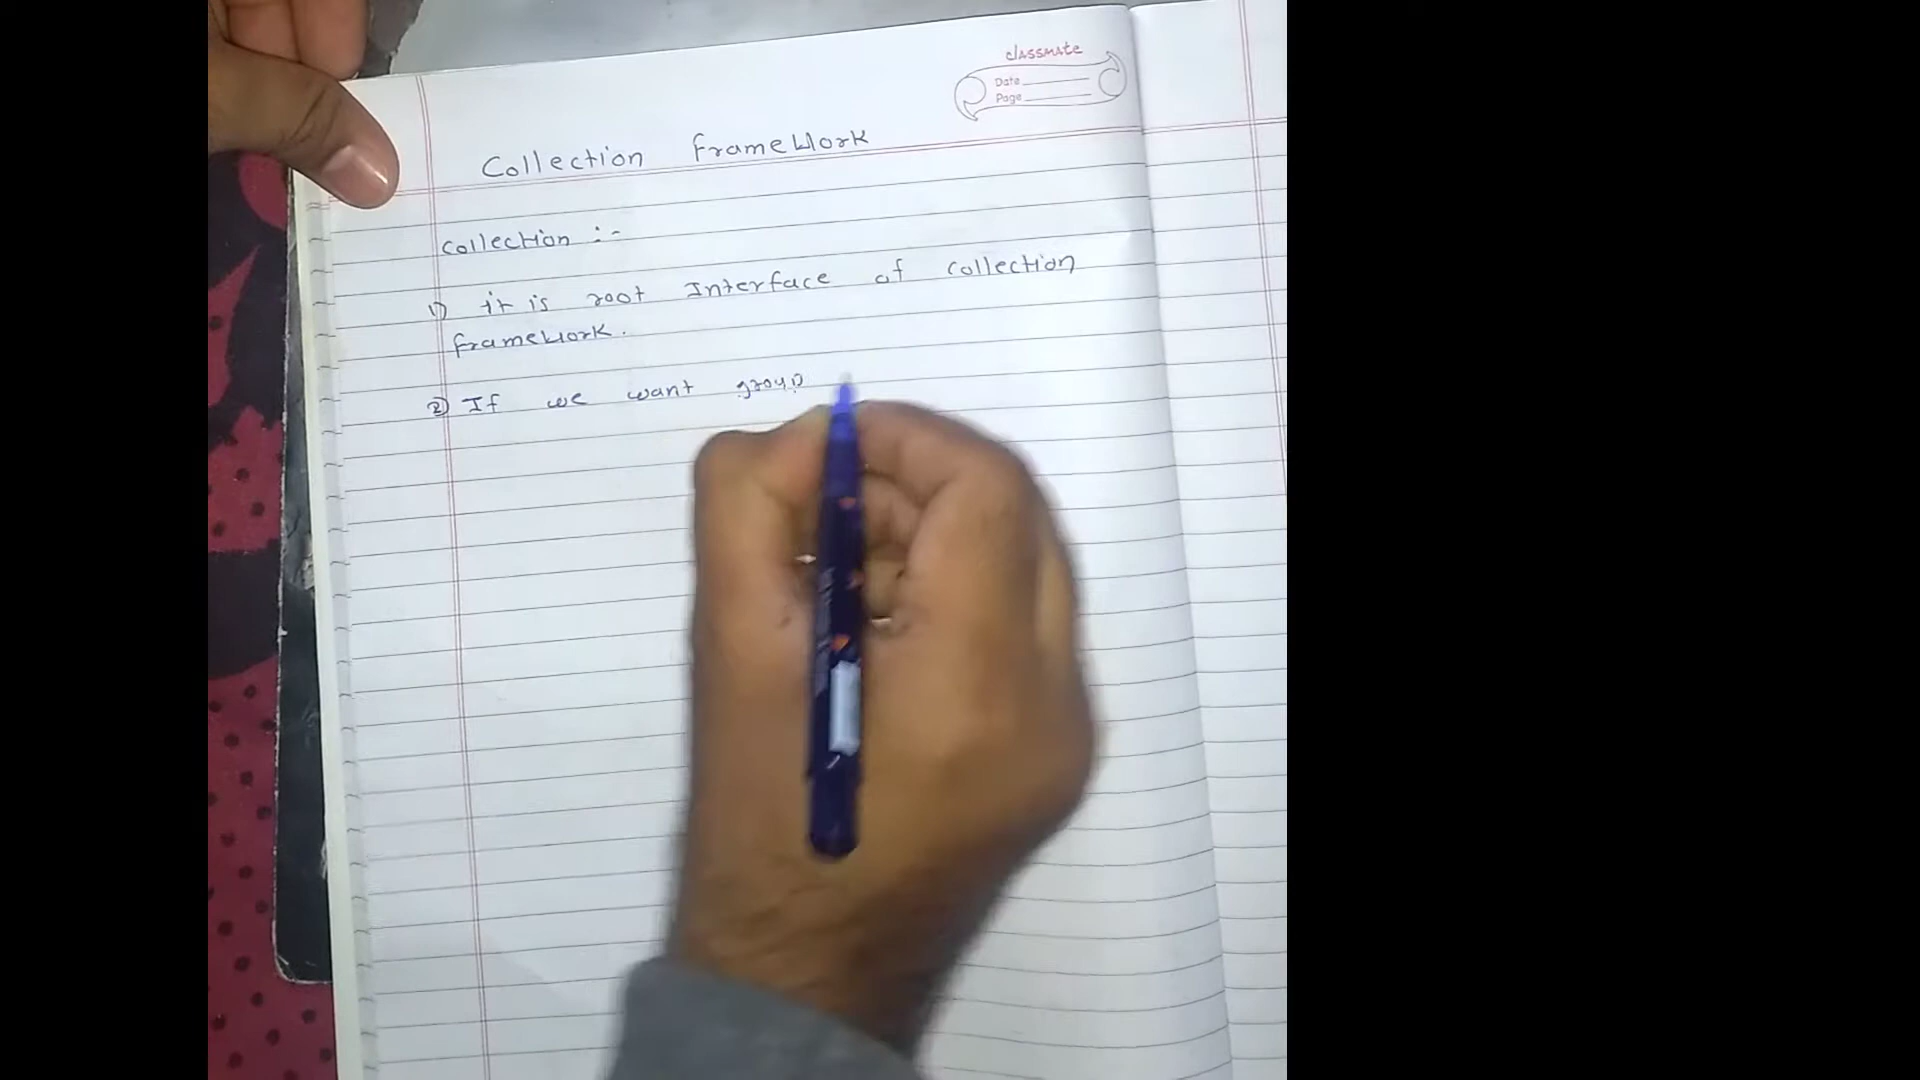 classmate
Date
Page
Collection FrameWork
Collection :-
1) it is root Interface of Collection
frameWork.
2) If we want group